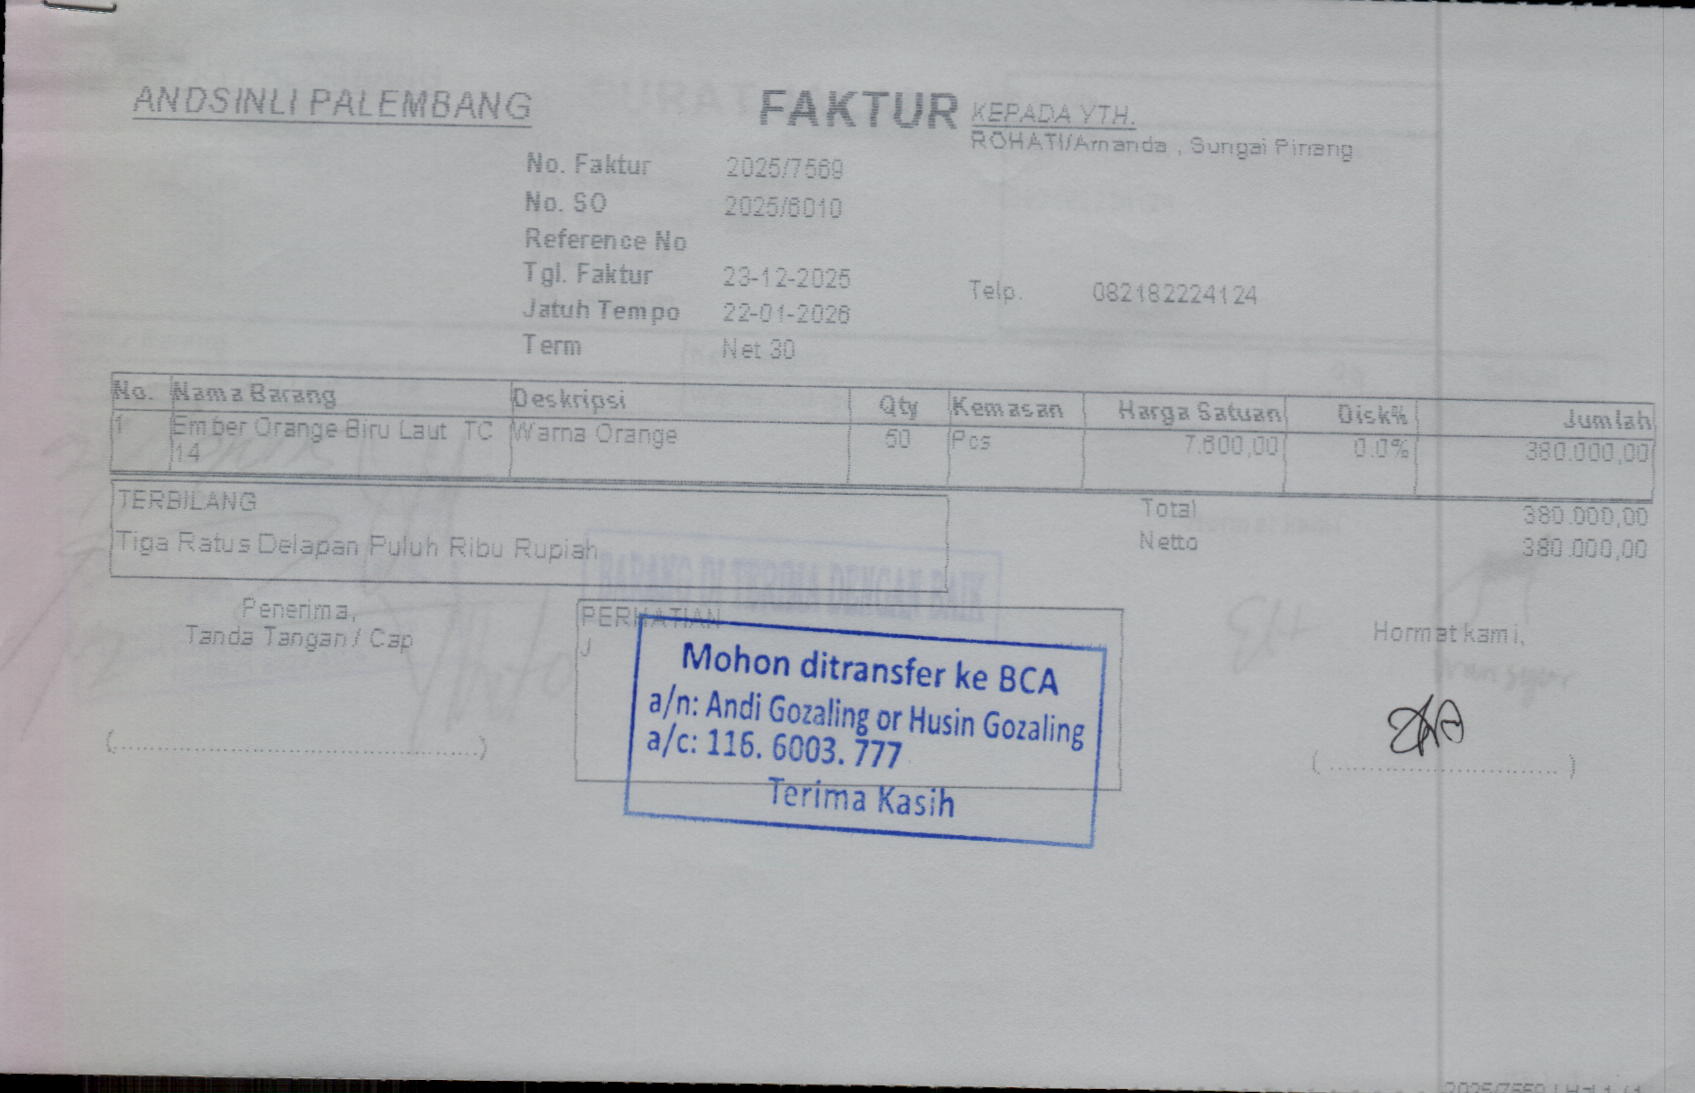 ANDSINLI PALEMBANG
FAKTUR
KEPADA YTH.
ROHATI/Amanda , Sungai Pinang
No. Faktur 2025/7569
No. SO 2025/6010
Reference No
Tgl. Faktur 23-12-2025
Telp. 082182224124
Jatuh Tempo 22-01-2026
Term Net 30
No. Nama Barang Deskripsi Qty Kemasan Harga Satuan Disk% Jumlah
1 Ember Orange Biru Laut TC Warna Orange 50 Pcs 7.600,00 0.0% 380.000,00
14
TERBILANG
Total 380.000,00
Tiga Ratus Delapan Puluh Ribu Rupiah
Netto 380.000,00
BARANG DI TERIMA DENGAN BAIK
Penerima,
Tanda Tangan / Cap
PERHATIAN
J
Hormat kami,
Mohon ditransfer ke BCA
a/n: Andi Gozaling or Husin Gozaling
a/c: 116. 6003. 777
Terima Kasih
(................................................)
( ............................... )